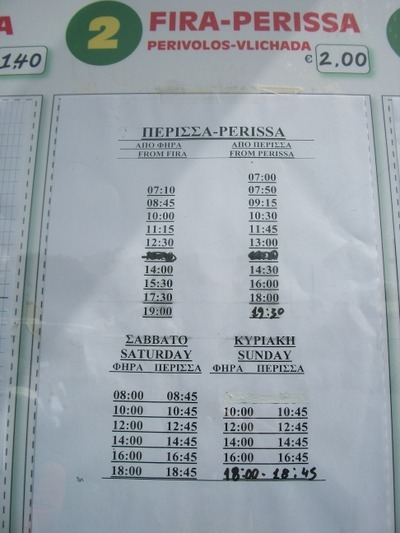 A
1.40
2
FIRA-PERISSA
PERIVOLOS-VLICHADA
€ 2,00
ΠΕΡΙΣΣΑ-PERISSA
ΑΠΟ ΦΗΡΑ ΑΠΟ ΠΕΡΙΣΣΑ
FROM FIRA FROM PERISSA
07:00
07:10 07:50
08:45 09:15
10:00 10:30
11:15 11:45
12:30 13:00
14:00 14:30
15:30 16:00
17:30 18:00
19:00 19:30
ΣΑΒΒΑΤΟ ΚΥΡΙΑΚΗ
SATURDAY SUNDAY
ΦΗΡΑ ΠΕΡΙΣΣΑ ΦΗΡΑ ΠΕΡΙΣΣΑ
08:00 08:45
10:00 10:45 10:00 10:45
12:00 12:45 12:00 12:45
14:00 14:45 14:00 14:45
16:00 16:45 16:00 16:45
18:00 18:45 18:00 - 18:45